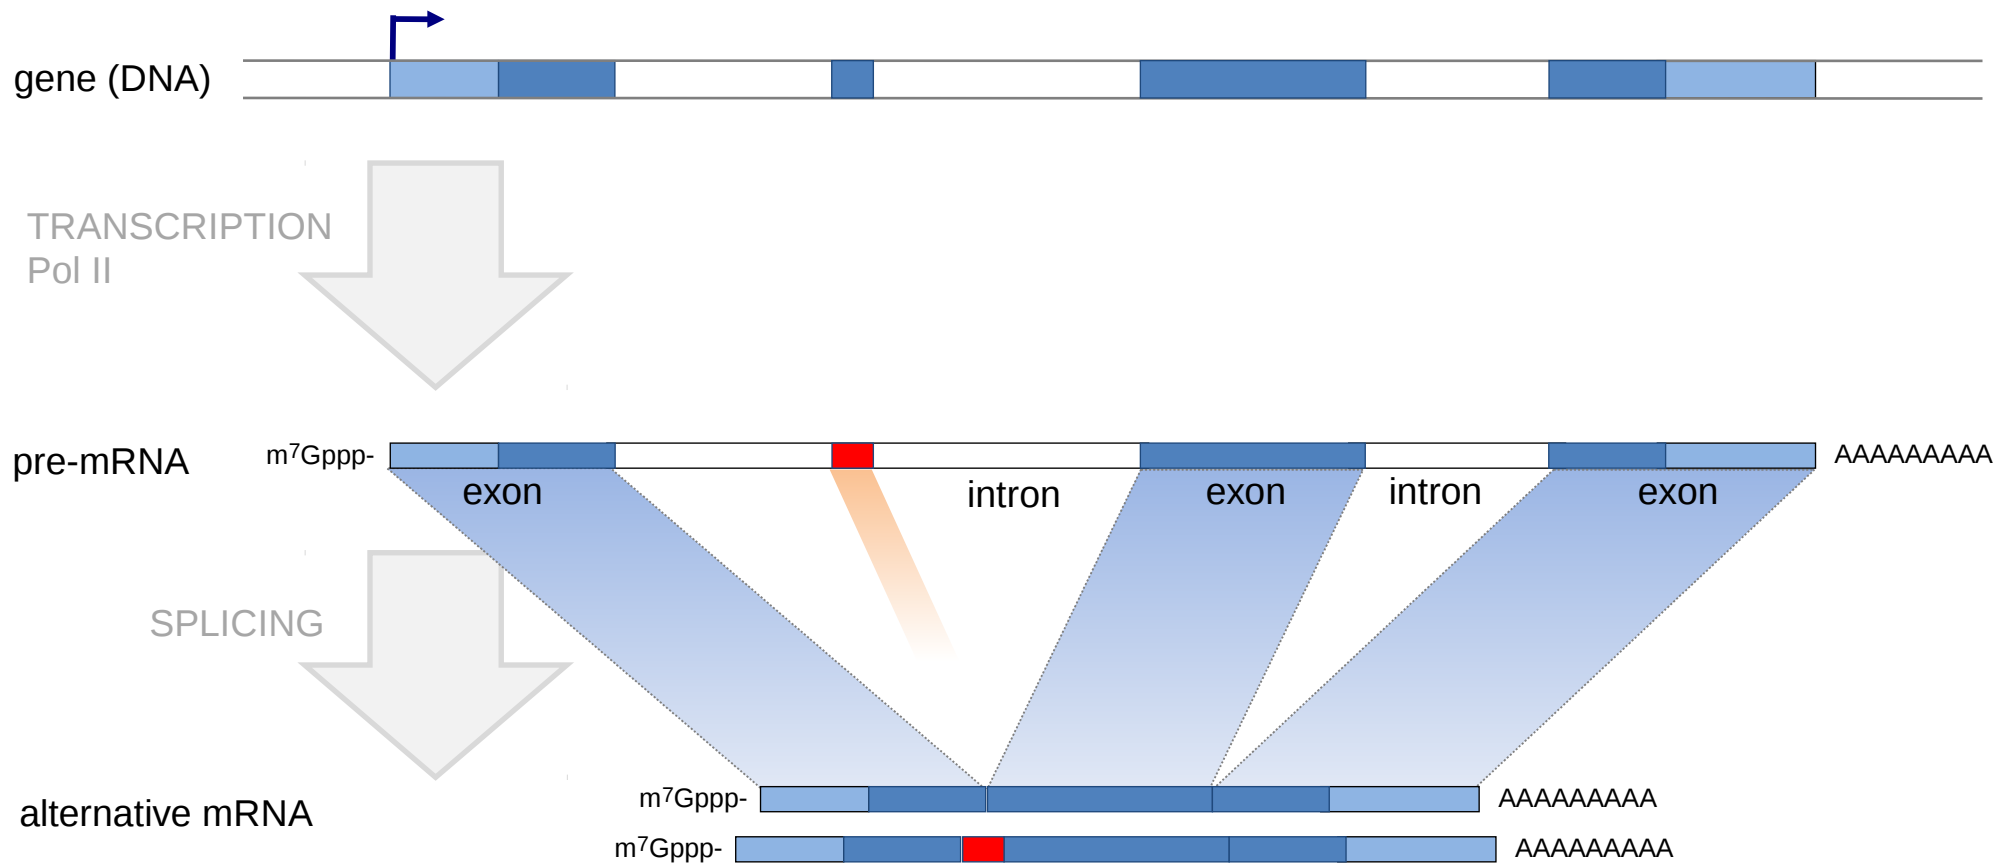 gene (DNA)
TRANSCRIPTION
Pol II
pre-mRNA m⁷Gppp- AAAAAAAAA
exon intron exon intron exon
SPLICING
alternative mRNA m⁷Gppp- AAAAAAAAA
m⁷Gppp- AAAAAAAAA